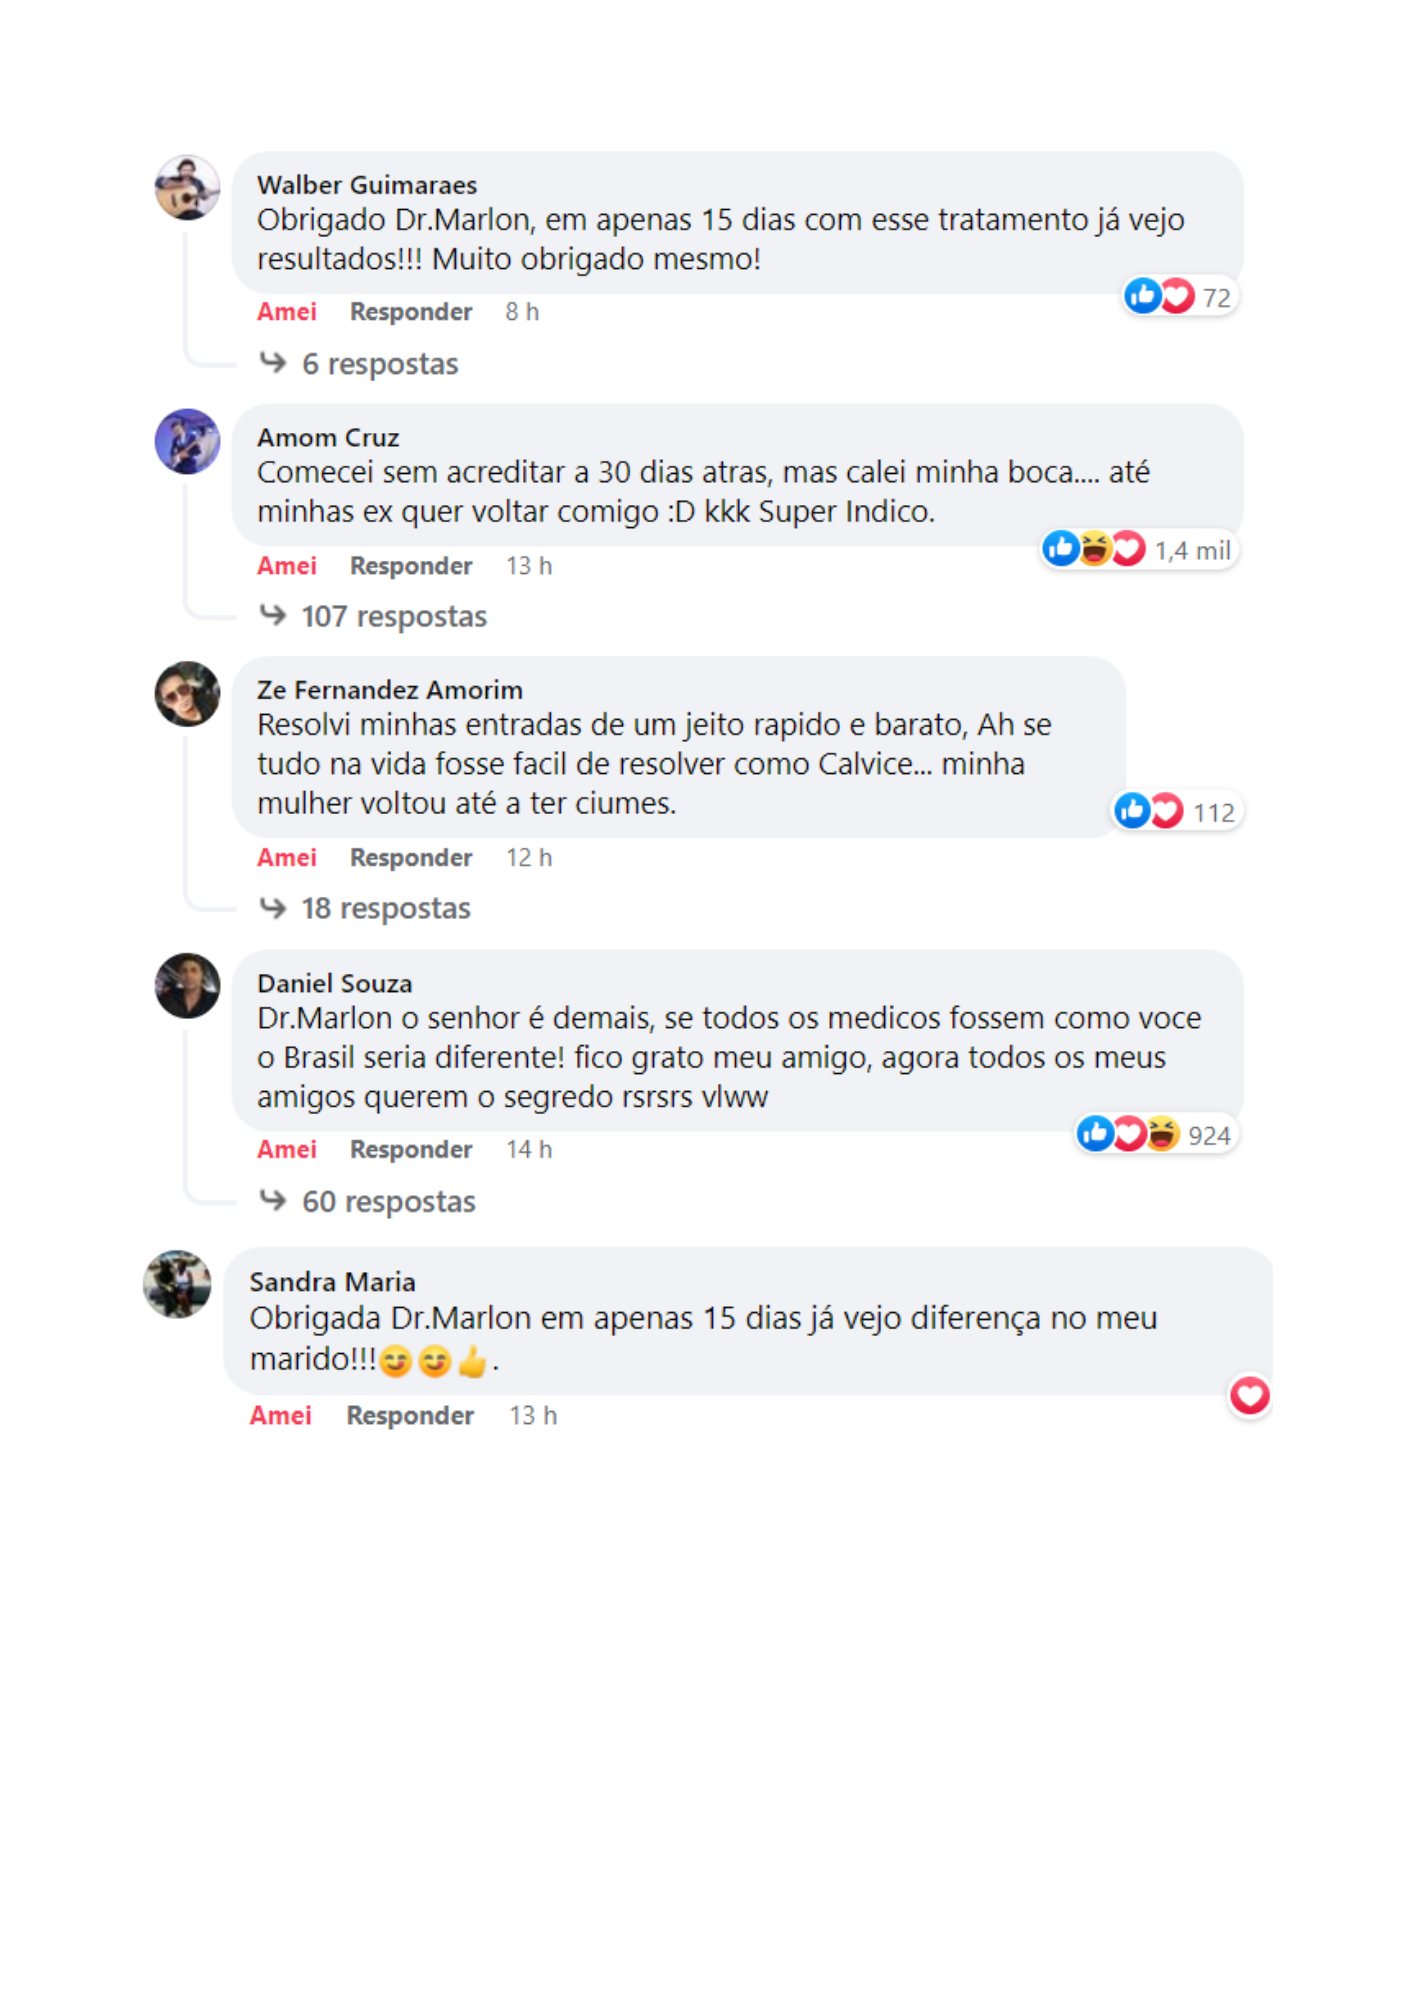 Walber Guimaraes
Obrigado Dr.Marlon, em apenas 15 dias com esse tratamento já vejo
resultados!!! Muito obrigado mesmo!
72
Amei Responder 8 h
6 respostas
Amom Cruz
Comecei sem acreditar a 30 dias atras, mas calei minha boca.... até
minhas ex quer voltar comigo :D kkk Super Indico.
1,4 mil
Amei Responder 13 h
107 respostas
Ze Fernandez Amorim
Resolvi minhas entradas de um jeito rapido e barato, Ah se
tudo na vida fosse facil de resolver como Calvice... minha
mulher voltou até a ter ciumes.
112
Amei Responder 12 h
18 respostas
Daniel Souza
Dr.Marlon o senhor é demais, se todos os medicos fossem como voce
o Brasil seria diferente! fico grato meu amigo, agora todos os meus
amigos querem o segredo rsrsrs vlww
924
Amei Responder 14 h
60 respostas
Sandra Maria
Obrigada Dr.Marlon em apenas 15 dias já vejo diferença no meu
marido!!!😋😋👍.
Amei Responder 13 h